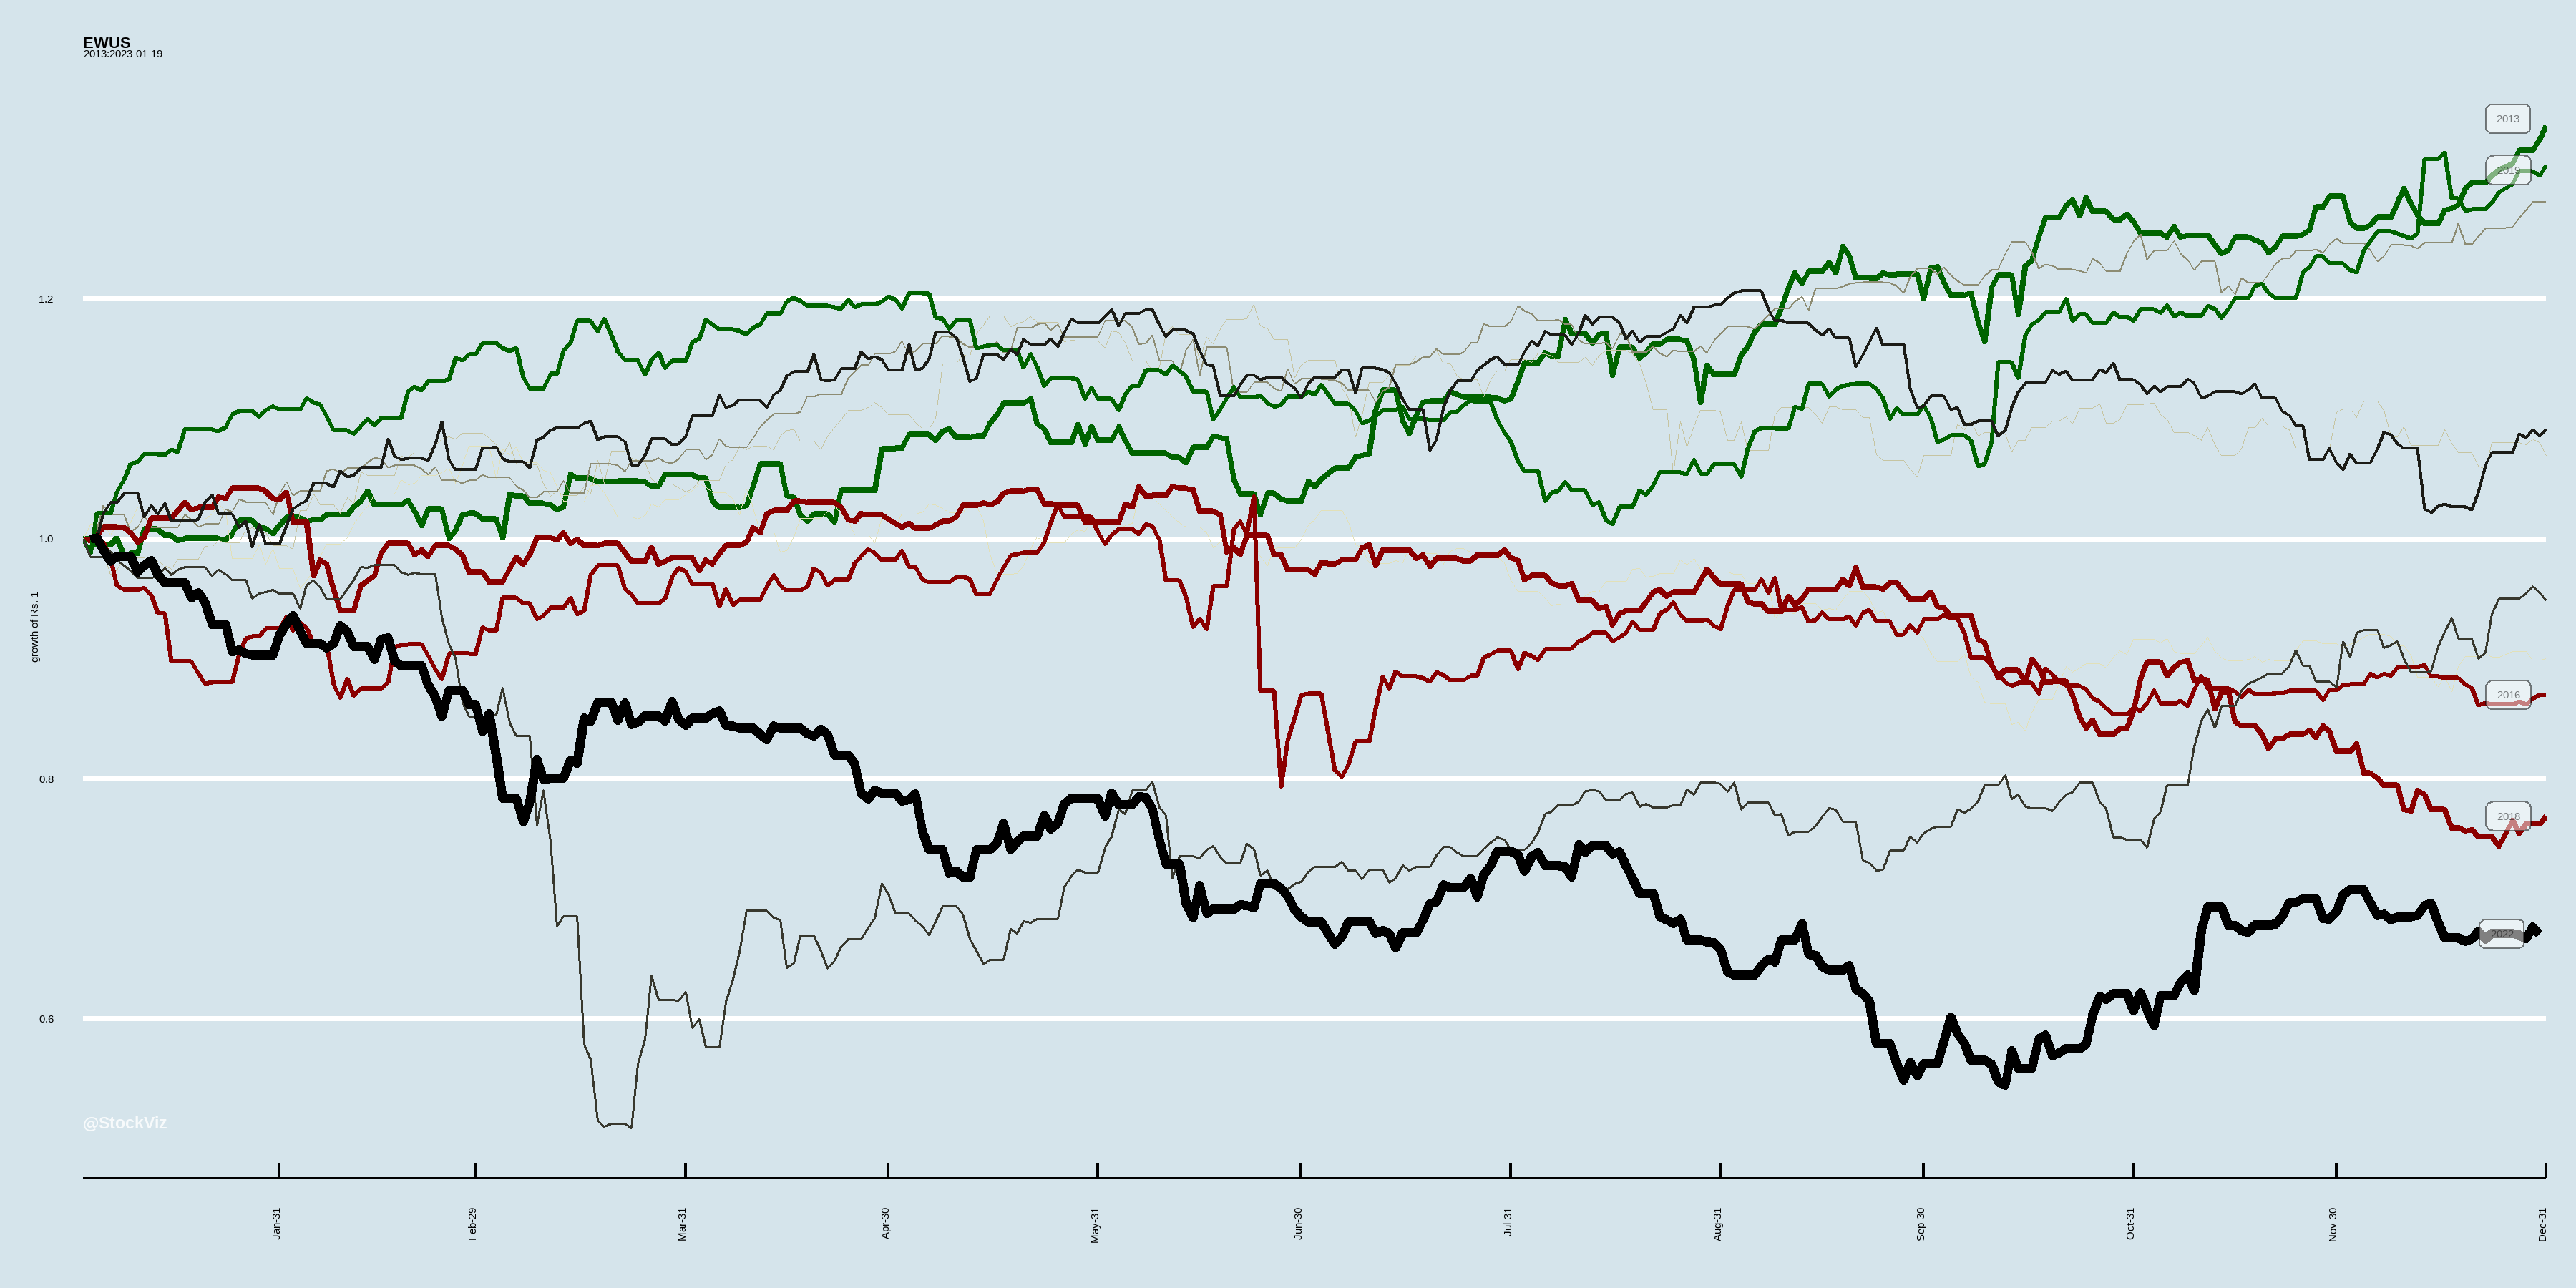 EWUS
2013:2023-01-19
2013
2019
1.2
1.0
growth of Rs. 1
2016
0.8
2018
2022
0.6
@StockViz
Jan-31
Feb-29
Mar-31
Apr-30
May-31
Jun-30
Jul-31
Aug-31
Sep-30
Oct-31
Nov-30
Dec-31